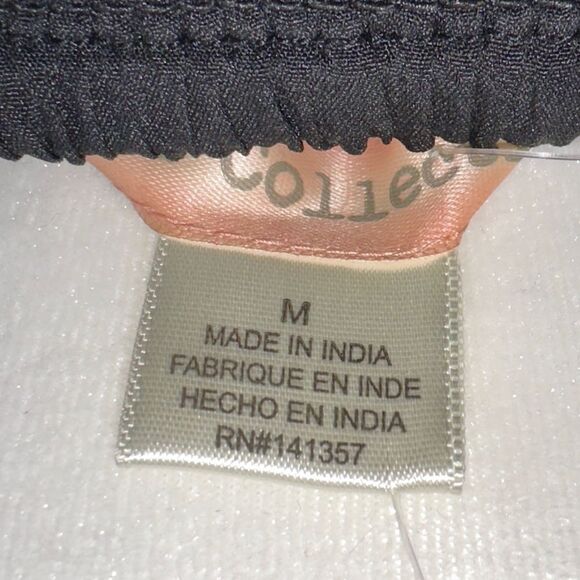 M
MADE IN INDIA
FABRIQUE EN INDE
HECHO EN INDIA
RN#141357